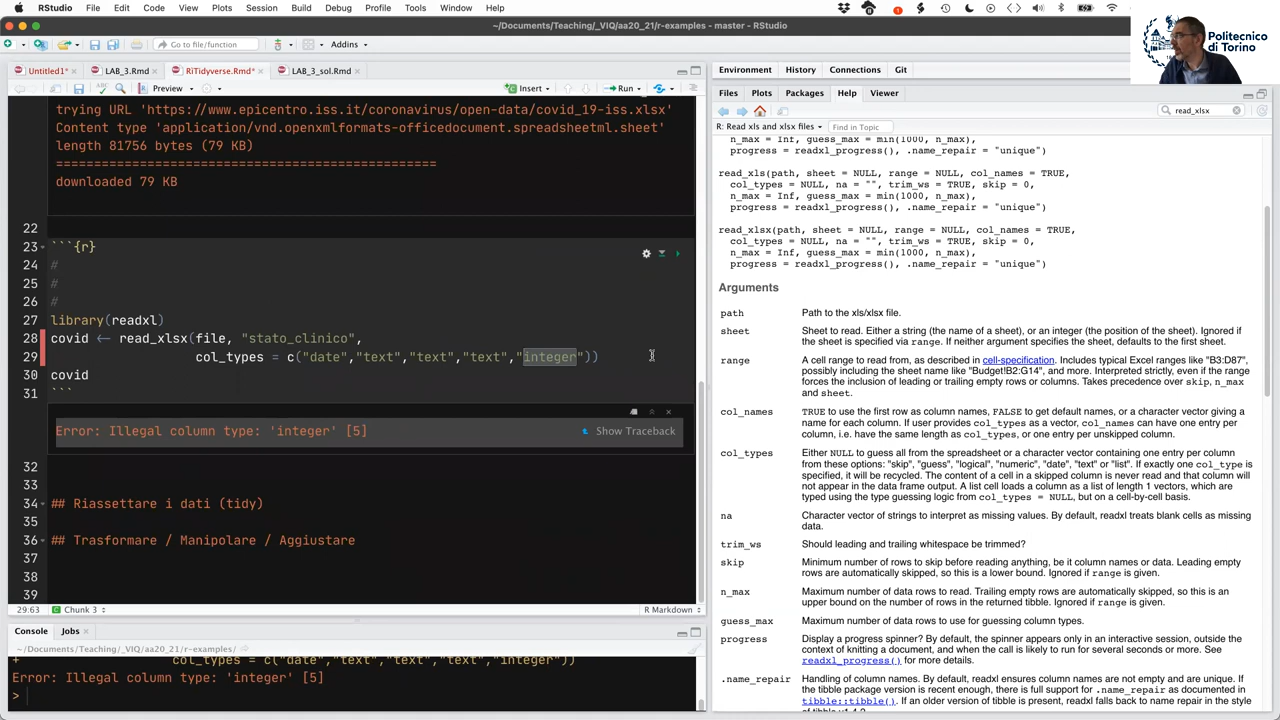 RStudio File Edit Code View Plots Session Build Debug Profile Tools Window Help
~/Documents/Teaching/_VIQ/aa20_21/r-examples - master - RStudio
Go to file/function Addins
Politecnico
di Torino
Untitled1* LAB_3.Rmd RiTidyverse.Rmd* LAB_3_sol.Rmd
Preview Insert Run
trying URL 'https://www.epicentro.iss.it/coronavirus/open-data/covid_19-iss.xlsx'
Content type 'application/vnd.openxmlformats-officedocument.spreadsheetml.sheet'
length 81756 bytes (79 KB)
==================================================
downloaded 79 KB
22
23 ```{r}
24 #
25 #
26 #
27 library(readxl)
28 covid <- read_xlsx(file, "stato_clinico",
29 col_types = c("date","text","text","text","integer"))
30 covid
31 ```
Error: Illegal column type: 'integer' [5]
Show Traceback
32
33
34 ## Riassettare i dati (tidy)
35
36 ## Trasformare / Manipolare / Aggiustare
37
38
39
29:63 Chunk 3 R Markdown
Console Jobs
~/Documents/Teaching/_VIQ/aa20_21/r-examples/
+ col_types = c("date","text","text","text","integer"))
Error: Illegal column type: 'integer' [5]
>
Environment History Connections Git
Files Plots Packages Help Viewer
read_xlsx
R: Read xls and xlsx files Find in Topic
n_max = Inf, guess_max = min(1000, n_max),
progress = readxl_progress(), .name_repair = "unique")
read_xls(path, sheet = NULL, range = NULL, col_names = TRUE,
col_types = NULL, na = "", trim_ws = TRUE, skip = 0,
n_max = Inf, guess_max = min(1000, n_max),
progress = readxl_progress(), .name_repair = "unique")
read_xlsx(path, sheet = NULL, range = NULL, col_names = TRUE,
col_types = NULL, na = "", trim_ws = TRUE, skip = 0,
n_max = Inf, guess_max = min(1000, n_max),
progress = readxl_progress(), .name_repair = "unique")
Arguments
path Path to the xls/xlsx file.
sheet Sheet to read. Either a string (the name of a sheet), or an integer (the position of the sheet). Ignored if
the sheet is specified via range. If neither argument specifies the sheet, defaults to the first sheet.
range A cell range to read from, as described in cell-specification. Includes typical Excel ranges like "B3:D87",
possibly including the sheet name like "Budget!B2:G14", and more. Interpreted strictly, even if the range
forces the inclusion of leading or trailing empty rows or columns. Takes precedence over skip, n_max
and sheet.
col_names TRUE to use the first row as column names, FALSE to get default names, or a character vector giving a
name for each column. If user provides col_types as a vector, col_names can have one entry per
column, i.e. have the same length as col_types, or one entry per unskipped column.
col_types Either NULL to guess all from the spreadsheet or a character vector containing one entry per column
from these options: "skip", "guess", "logical", "numeric", "date", "text" or "list". If exactly one col_type is
specified, it will be recycled. The content of a cell in a skipped column is never read and that column will
not appear in the data frame output. A list cell loads a column as a list of length 1 vectors, which are
typed using the type guessing logic from col_types = NULL, but on a cell-by-cell basis.
na Character vector of strings to interpret as missing values. By default, readxl treats blank cells as missing
data.
trim_ws Should leading and trailing whitespace be trimmed?
skip Minimum number of rows to skip before reading anything, be it column names or data. Leading empty
rows are automatically skipped, so this is a lower bound. Ignored if range is given.
n_max Maximum number of data rows to read. Trailing empty rows are automatically skipped, so this is an
upper bound on the number of rows in the returned tibble. Ignored if range is given.
guess_max Maximum number of data rows to use for guessing column types.
progress Display a progress spinner? By default, the spinner appears only in an interactive session, outside the
context of knitting a document, and when the call is likely to run for several seconds or more. See
readxl_progress() for more details.
.name_repair Handling of column names. By default, readxl ensures column names are not empty and are unique. If
the tibble package version is recent enough, there is full support for .name_repair as documented in
tibble::tibble(). If an older version of tibble is present, readxl falls back to name repair in the style